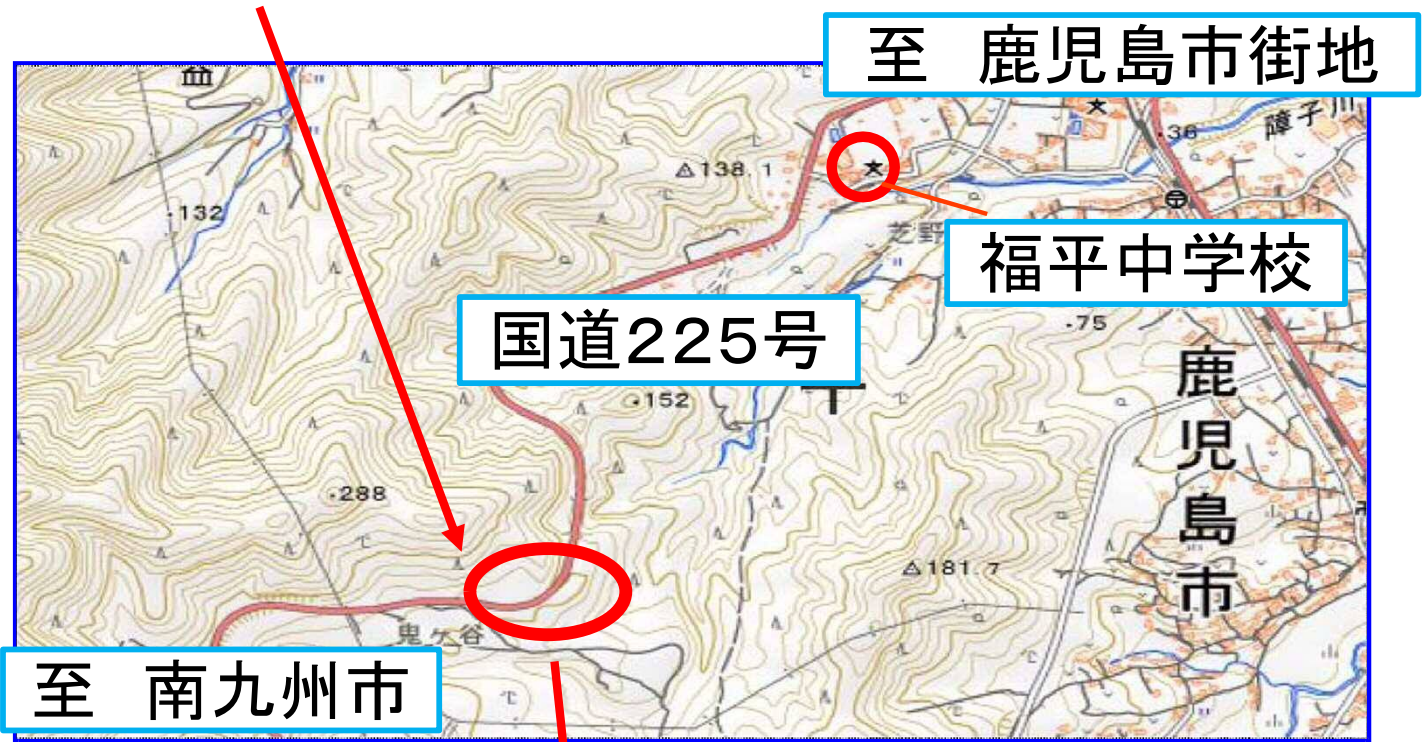 至　鹿児島市街地
障子川
36
138.1
132
芝野
福平中学校
国道225号
75
152
鹿児島市
288
181.7
鬼ヶ谷
至　南九州市